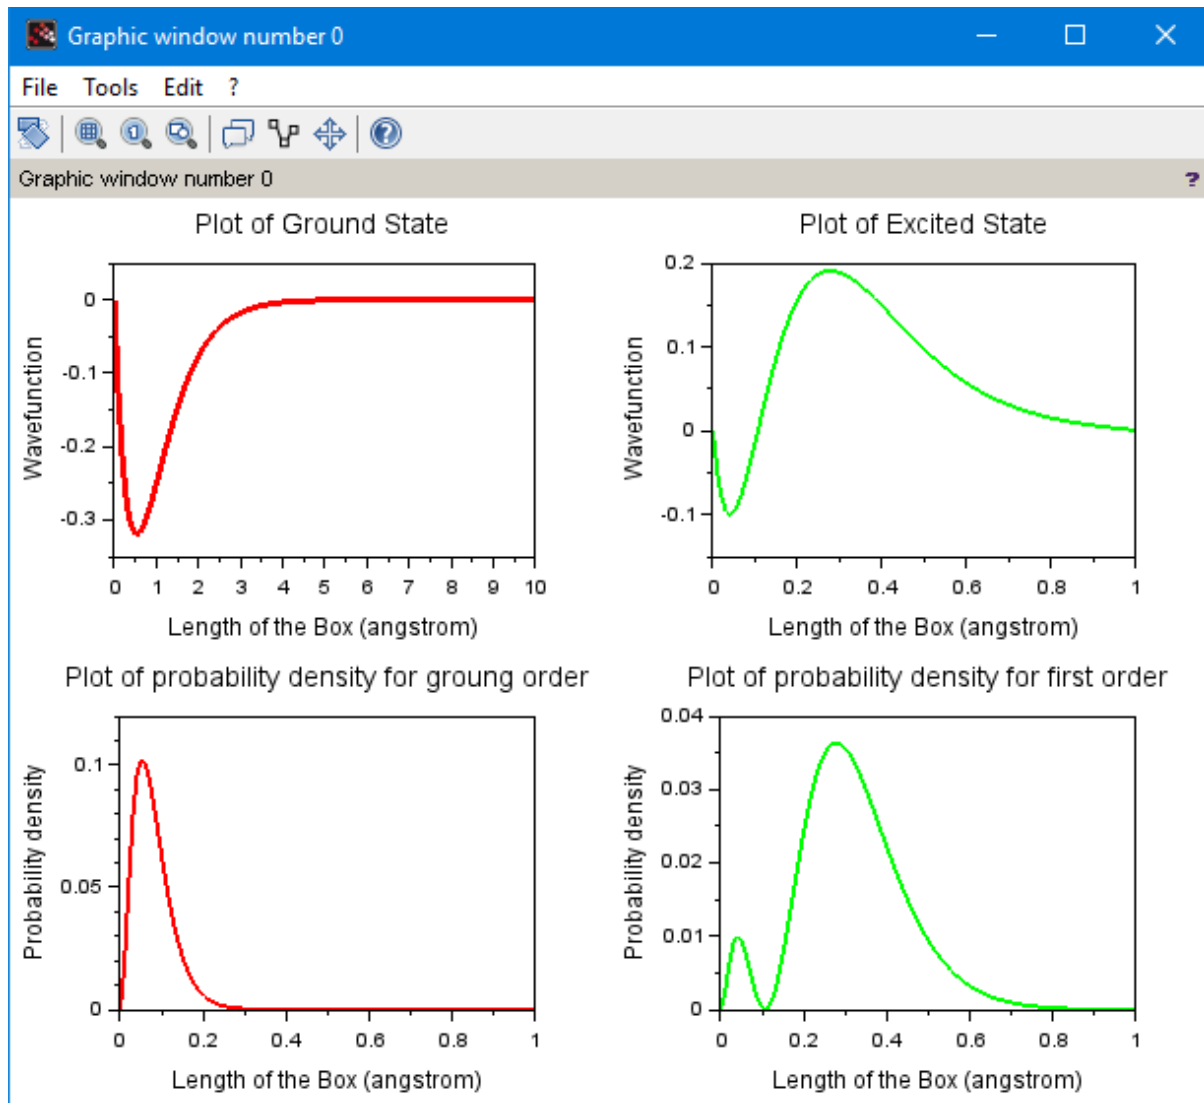 Graphic window number 0
File Tools Edit ?
Graphic window number 0 ?
Plot of Ground State
0
-0.1
-0.2
-0.3
Wavefunction
0 1 2 3 4 5 6 7 8 9 10
Length of the Box (angstrom)
Plot of Excited State
0.2
0.1
0
-0.1
Wavefunction
0 0.2 0.4 0.6 0.8 1
Length of the Box (angstrom)
Plot of probability density for groung order
0.1
0.05
0
Probability density
0 0.2 0.4 0.6 0.8 1
Length of the Box (angstrom)
Plot of probability density for first order
0.04
0.03
0.02
0.01
0
Probability density
0 0.2 0.4 0.6 0.8 1
Length of the Box (angstrom)